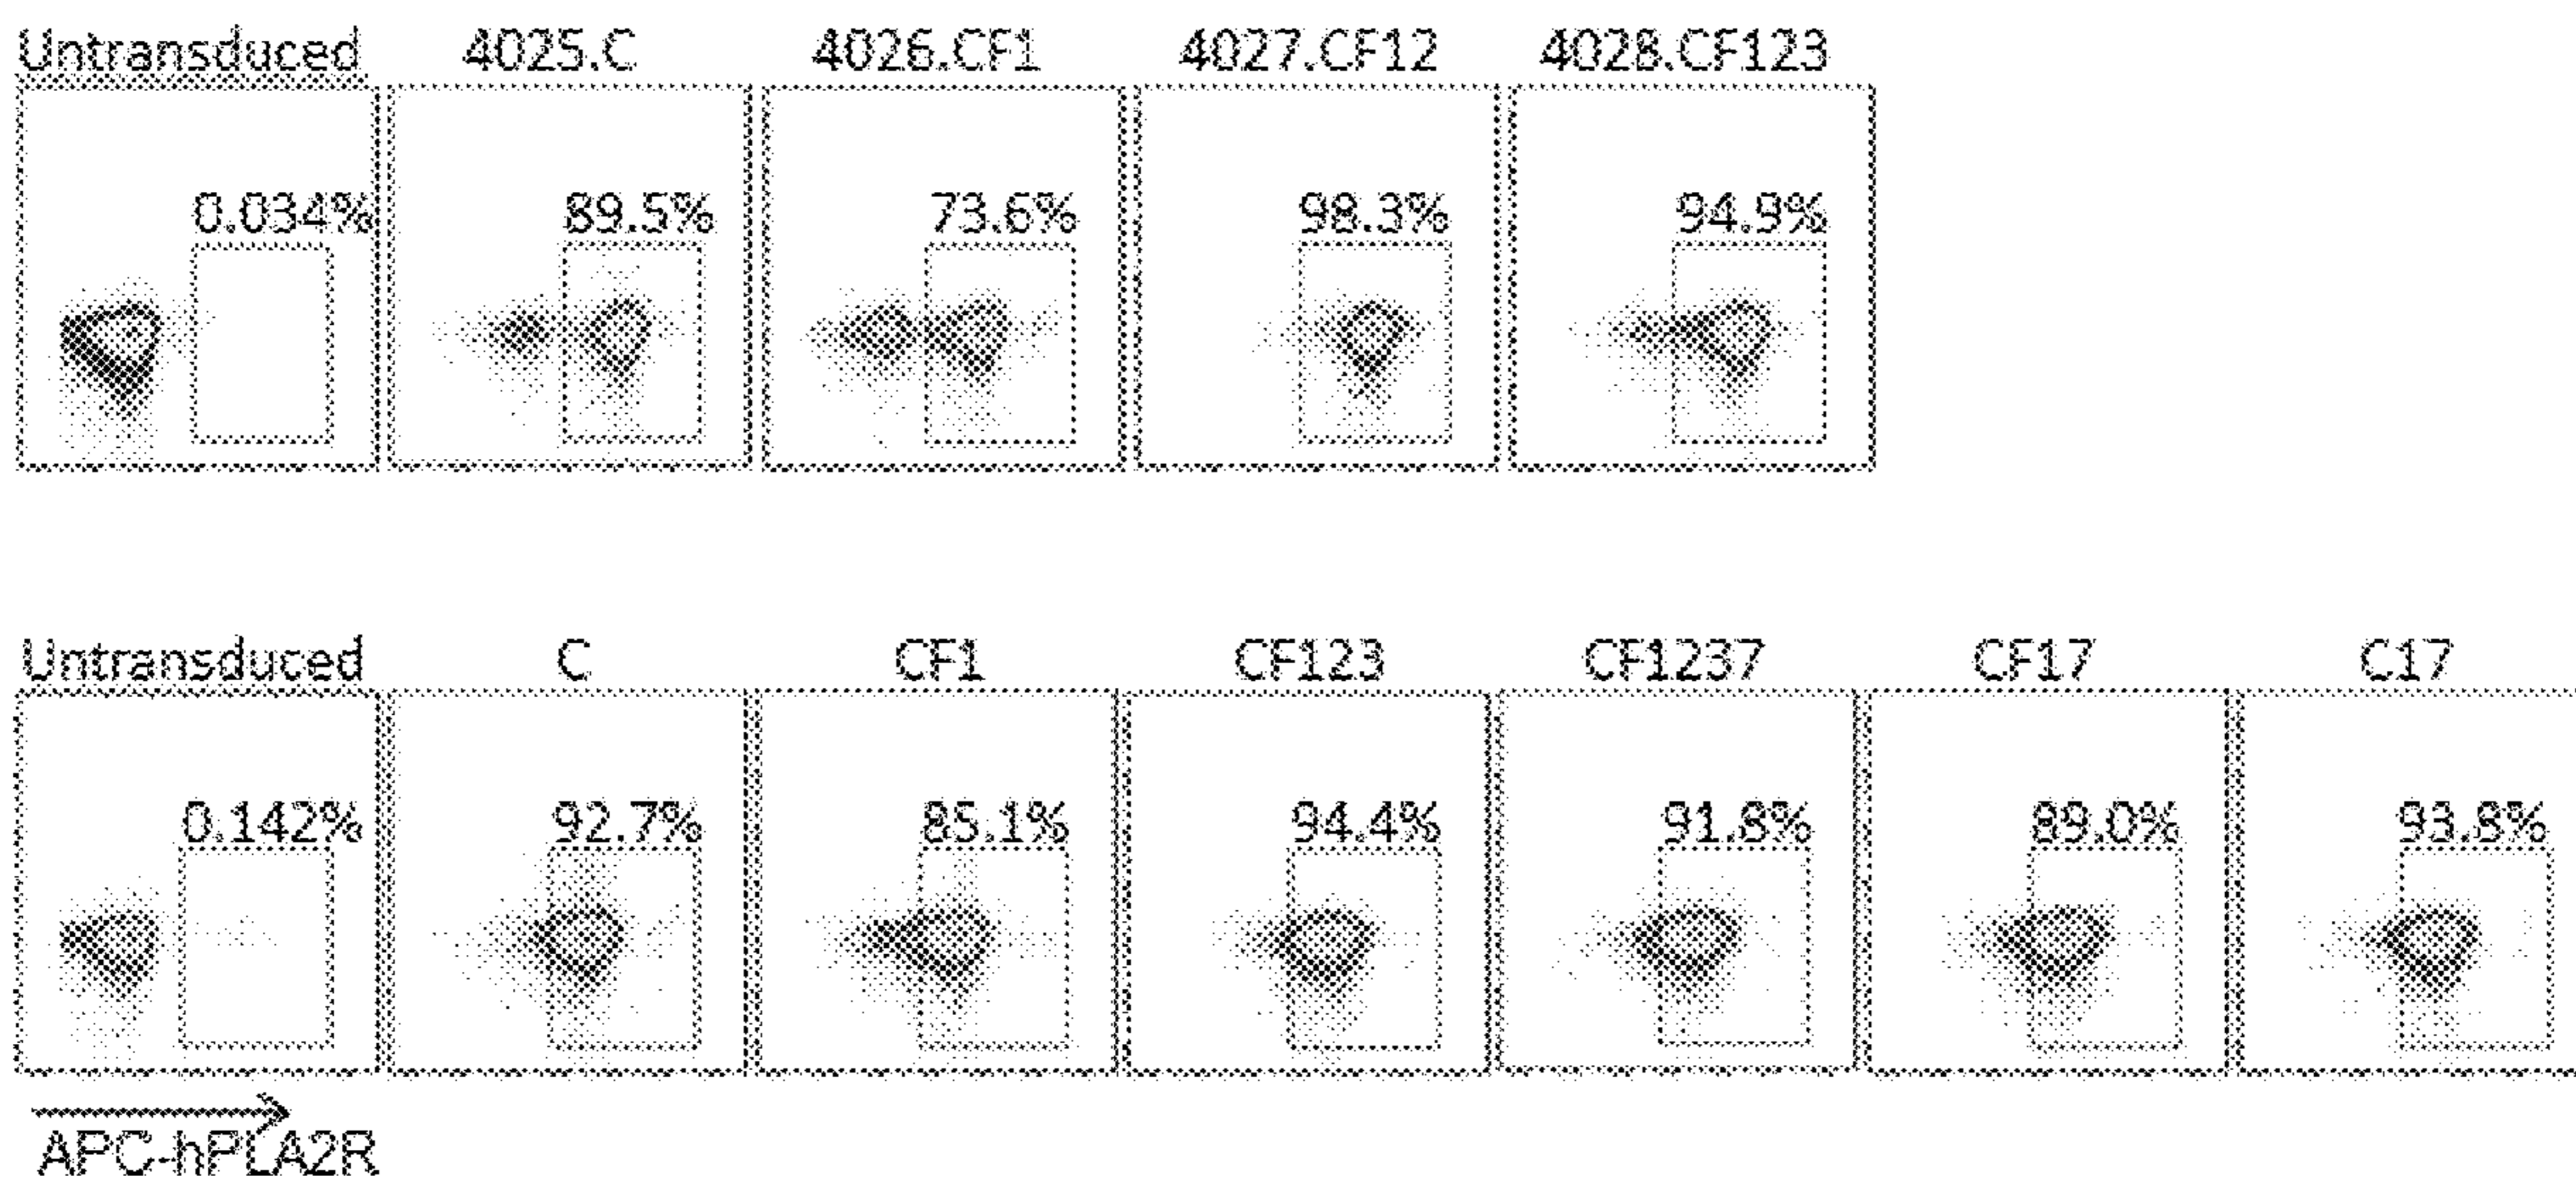 Untransduced 4025.C 4026.CF1 4027.CF12 4028.CF123
0.034% 89.5% 73.6% 98.3% 94.9%
Untransduced C CF1 CF123 CF1237 CF17 C17
0.142% 92.7% 85.1% 94.4% 91.8% 89.0% 93.8%
APC-hPLA2R